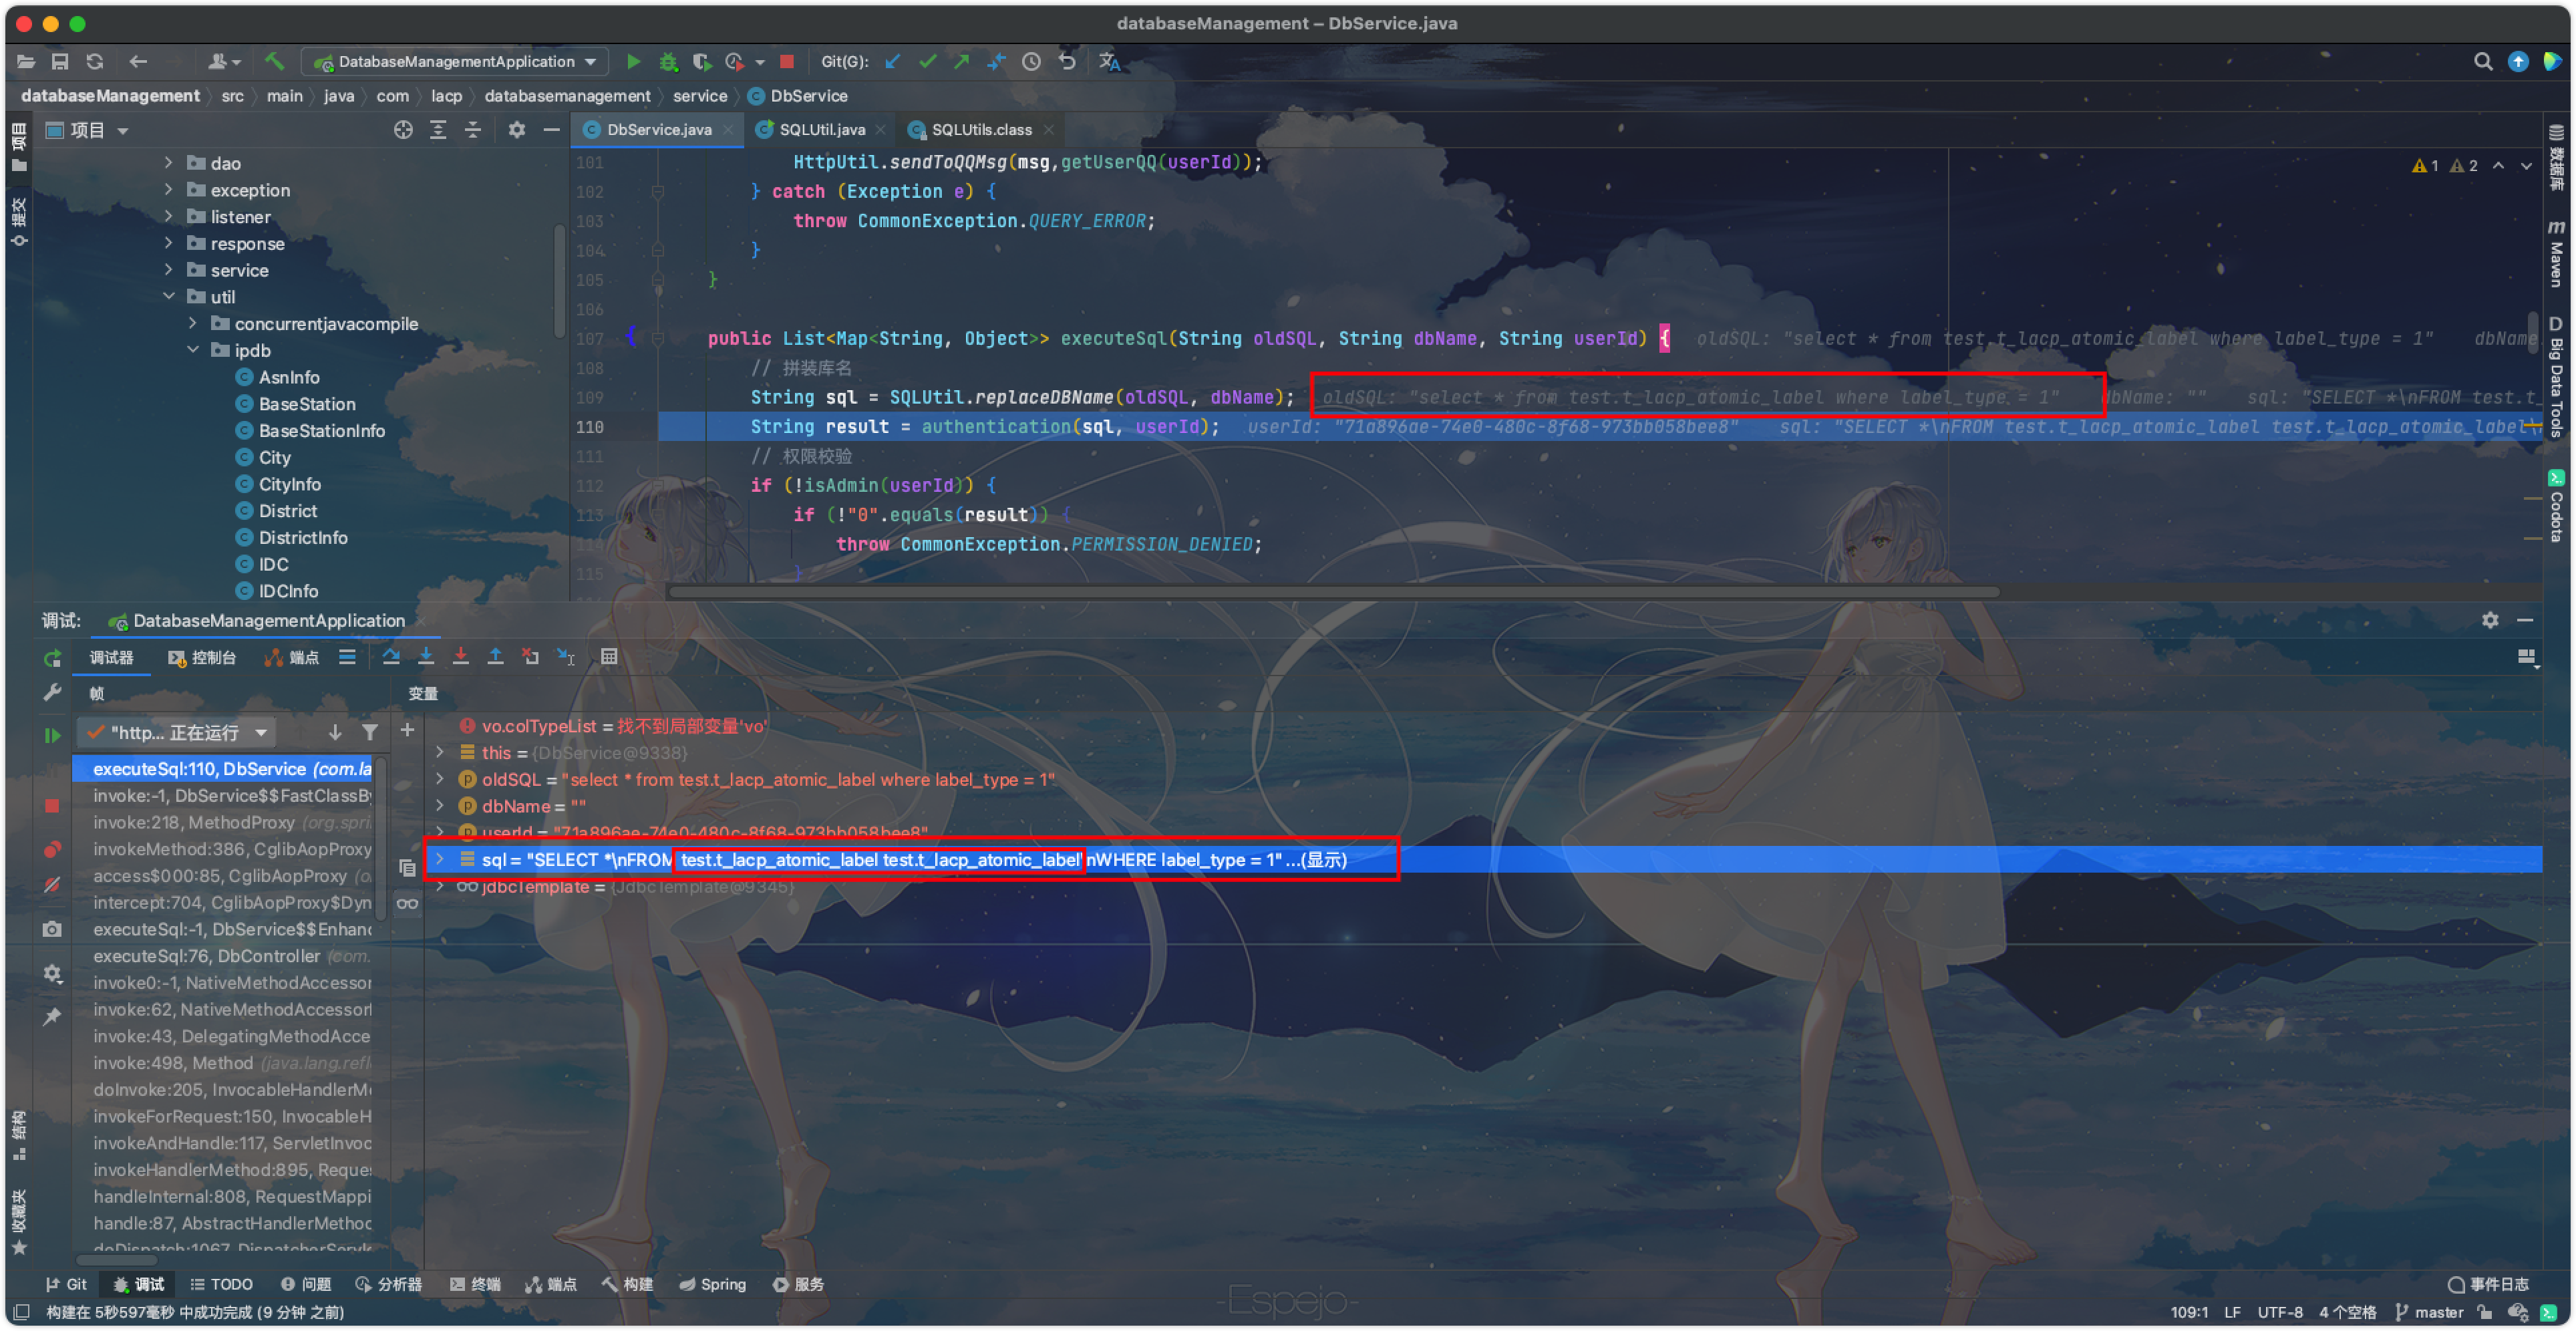 databaseManagement – DbService.java
DatabaseManagementApplication
Git(G):
databaseManagement src main java com lacp databasemanagement service DbService
项目
DbService.java
SQLUtil.java
SQLUtils.class
项目
提交
dao
exception
listener
response
service
util
concurrentjavacompile
ipdb
AsnInfo
BaseStation
BaseStationInfo
City
CityInfo
District
DistrictInfo
IDC
IDCInfo
1 2
101 HttpUtil.sendToQQMsg(msg,getUserQQ(userId));
102 } catch (Exception e) {
103 throw CommonException.QUERY_ERROR;
104 }
105 }
106
107 public List<Map<String, Object>> executeSql(String oldSQL, String dbName, String userId) { oldSQL: "select * from test.t_lacp_atomic_label where label_type = 1" dbName
108 // 拼装库名
109 String sql = SQLUtil.replaceDBName(oldSQL, dbName); oldSQL: "select * from test.t_lacp_atomic_label where label_type = 1" dbName: "" sql: "SELECT *\nFROM test.t_
110 String result = authentication(sql, userId); userId: "71a896ae-74e0-480c-8f68-973bb058bee8" sql: "SELECT *\nFROM test.t_lacp_atomic_label test.t_lacp_atomic_label\
111 // 权限校验
112 if (!isAdmin(userId)) {
113 if (!"0".equals(result)) {
114 throw CommonException.PERMISSION_DENIED;
115 }
数据库
m Maven
D Big Data Tools
Codota
调试: DatabaseManagementApplication
调试器 控制台 端点
帧
变量
"http... 正在运行
executeSql:110, DbService (com.la
invoke:-1, DbService$$FastClassBy
invoke:218, MethodProxy (org.spri
invokeMethod:386, CglibAopProxy
access$000:85, CglibAopProxy (o
intercept:704, CglibAopProxy$Dyn
executeSql:-1, DbService$$Enhanc
executeSql:76, DbController (com.
invoke0:-1, NativeMethodAccessor
invoke:62, NativeMethodAccessorI
invoke:43, DelegatingMethodAcce
invoke:498, Method (java.lang.refl
doInvoke:205, InvocableHandlerMe
invokeForRequest:150, InvocableH
invokeAndHandle:117, ServletInvoc
invokeHandlerMethod:895, Reques
handleInternal:808, RequestMappi
handle:87, AbstractHandlerMethod
doDispatch:1067, DispatcherServle
vo.colTypeList = 找不到局部变量'vo'
this = {DbService@9338}
oldSQL = "select * from test.t_lacp_atomic_label where label_type = 1"
dbName = ""
userId = "71a896ae-74e0-480c-8f68-973bb058bee8"
sql = "SELECT *\nFROM test.t_lacp_atomic_label test.t_lacp_atomic_label\nWHERE label_type = 1" ...(显示)
jdbcTemplate = {JdbcTemplate@9345}
结构
收藏夹
Git 调试 TODO 问题 分析器 终端 端点 构建 Spring 服务
-Espejo-
事件日志
构建在 5秒597毫秒 中成功完成 (9 分钟 之前)
109:1 LF UTF-8 4 个空格 master